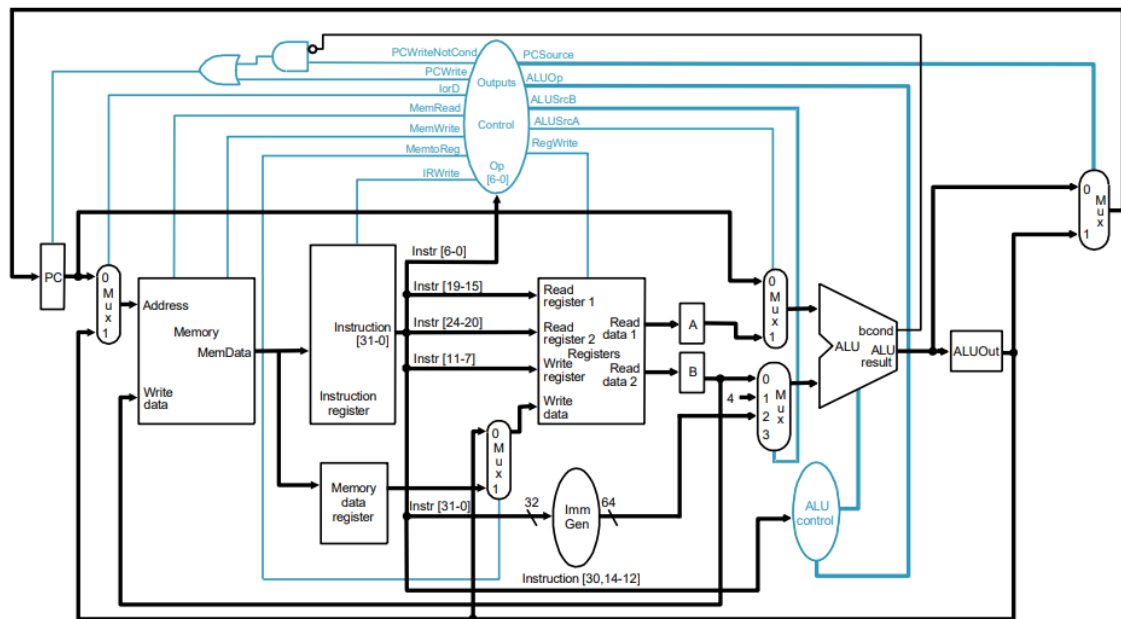 PCWriteNotCond
PCSource
PCWrite
Outputs
ALUOp
IorD
ALUSrcB
MemRead
MemWrite
Control
ALUSrcA
MemtoReg
RegWrite
Op
[6-0]
IRWrite
0
M
u
x
1
PC
0
M
u
x
1
Address
Memory
MemData
Write
data
Instruction
[31-0]
Instruction
register
Instr [6-0]
Instr [19-15]
Instr [24-20]
Instr [11-7]
Read
register 1
Read
register 2
Registers
Write
register
Write
data
Read
data 1
Read
data 2
A
B
0
M
u
x
1
0
4
1
M
u
x
2
3
ALU
bcond
ALU
result
ALUOut
0
M
u
x
1
Memory
data
register
Instr [31-0]
32
Imm
Gen
64
ALU
control
Instruction [30,14-12]